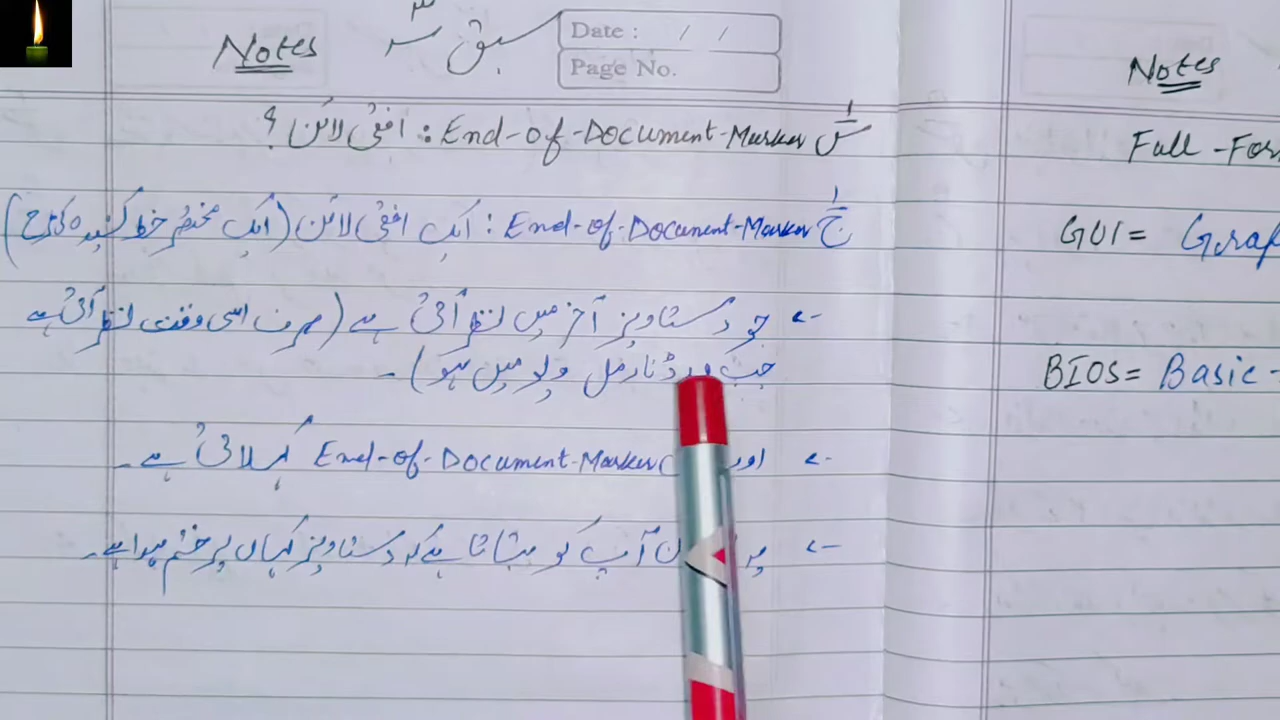 Notes
سبق ۳
Date : / /
Page No.
س۱ End-of-Document-Marker : افقی لائن ؟
ج۱ End-of-Document-Marker : ایک افقی لائن (ایک مختصر خط کشیدہ کی طرح)
جو دستاویز آخر میں نظر آتی ہے (صرف اسی وقت نظر آتی ہے
جب ورڈ نارمل ویو میں ہو) ۔
اور End-of-Document-Marker کہلاتی ہے ۔
آپ کو بتاتا ہے کہ دستاویز کہاں پر ختم ہوا ہے ۔
Notes
Full-For
GUI = Graf
BIOS = Basic -